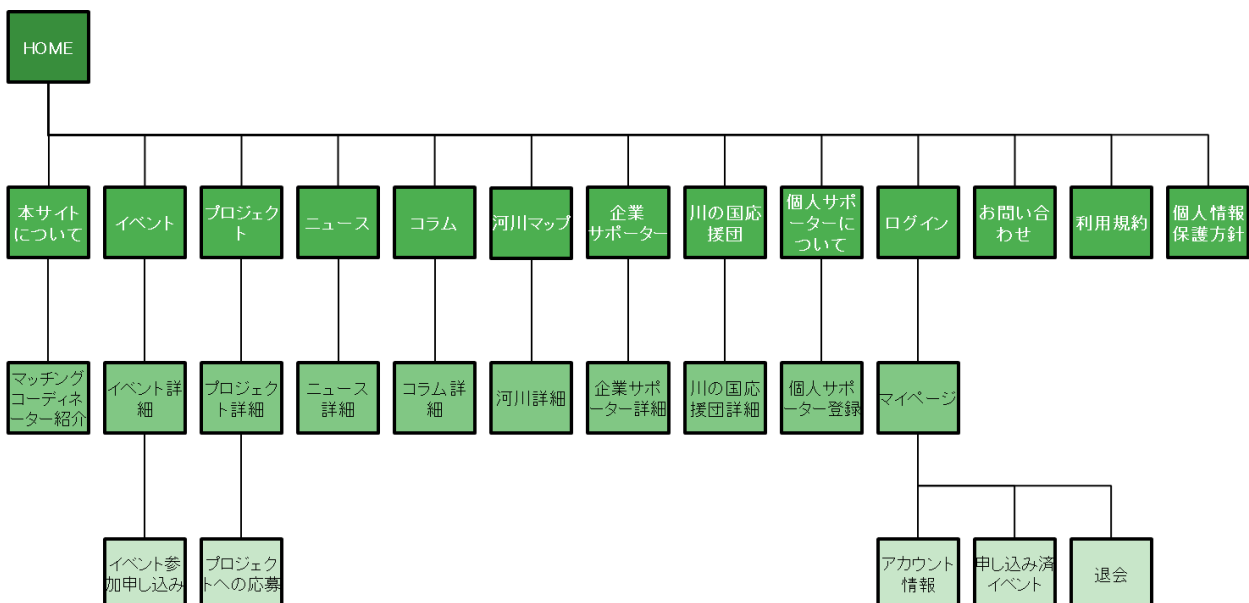 HOME
本サイト
について
イベント
プロジェク
ト
ニュース
コラム
河川マップ
企業
サポーター
川の国応
援団
個人サポ
ーターに
ついて
ログイン
お問い合
わせ
利用規約
個人情報
保護方針
マッチング
コーディネ
ーター紹介
イベント詳
細
プロジェク
ト詳細
ニュース
詳細
コラム詳
細
河川詳細
企業サポ
ーター詳細
川の国応
援団詳細
個人サポ
ーター登録
マイページ
イベント参
加申し込み
プロジェク
トへの応募
アカウント
情報
申し込み済
イベント
退会